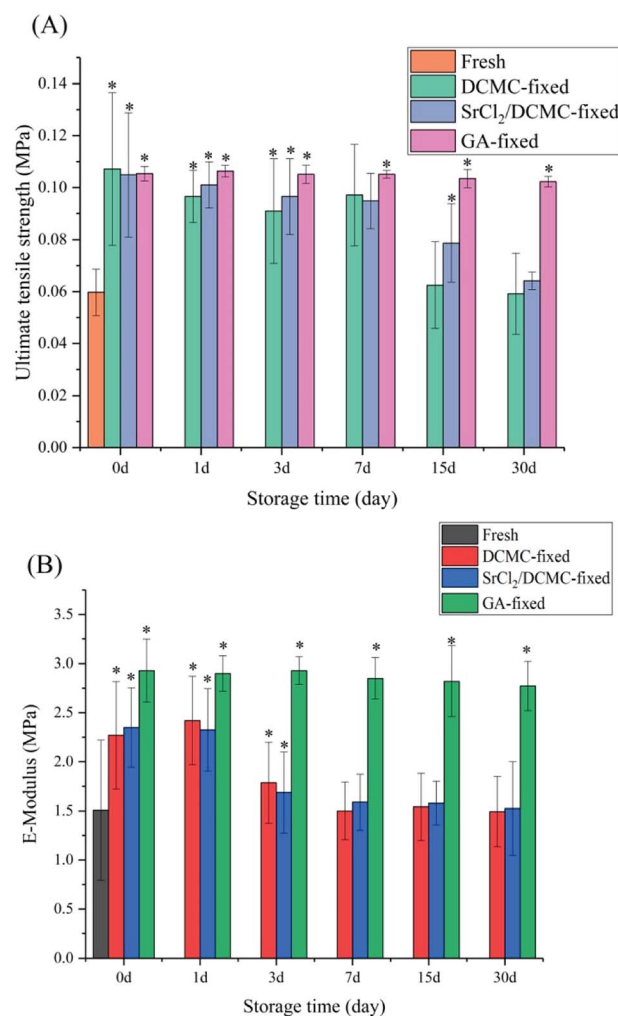 (A)
Fresh
DCMC-fixed
SrCl₂/DCMC-fixed
GA-fixed
Ultimate tensile strength (MPa)
0.14
0.12
0.10
0.08
0.06
0.04
0.02
0.00
* * *
* * *
* * *
*
* *
*
0d 1d 3d 7d 15d 30d
Storage time (day)
(B)
Fresh
DCMC-fixed
SrCl₂/DCMC-fixed
GA-fixed
E-Modulus (MPa)
3.5
3.0
2.5
2.0
1.5
1.0
0.5
0.0
* * *
* * *
* * *
*
*
*
0d 1d 3d 7d 15d 30d
Storage time (day)